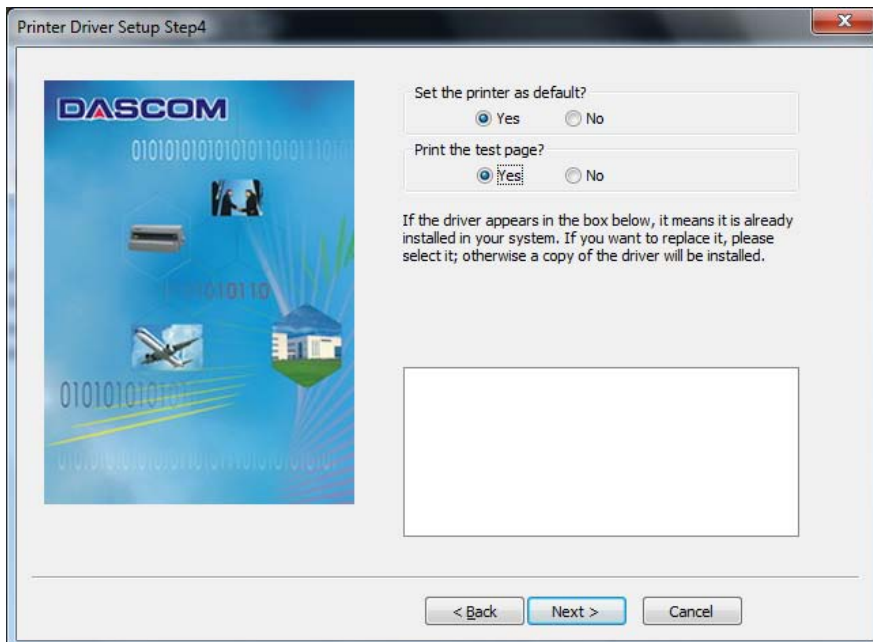 Printer Driver Setup Step4
DASCOM
Set the printer as default?
Yes No
Print the test page?
Yes No
If the driver appears in the box below, it means it is already
installed in your system. If you want to replace it, please
select it; otherwise a copy of the driver will be installed.
< Back Next > Cancel